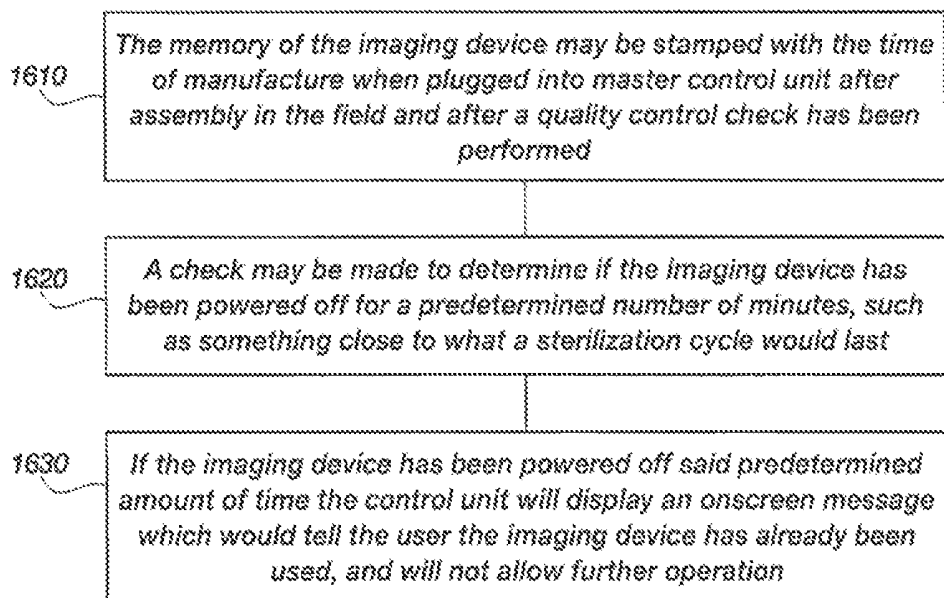 1610
The memory of the imaging device may be stamped with the time
of manufacture when plugged into master control unit after
assembly in the field and after a quality control check has been
performed
1620
A check may be made to determine if the imaging device has
been powered off for a predetermined number of minutes, such
as something close to what a sterilization cycle would last
1630
If the imaging device has been powered off said predetermined
amount of time the control unit will display an onscreen message
which would tell the user the imaging device has already been
used, and will not allow further operation